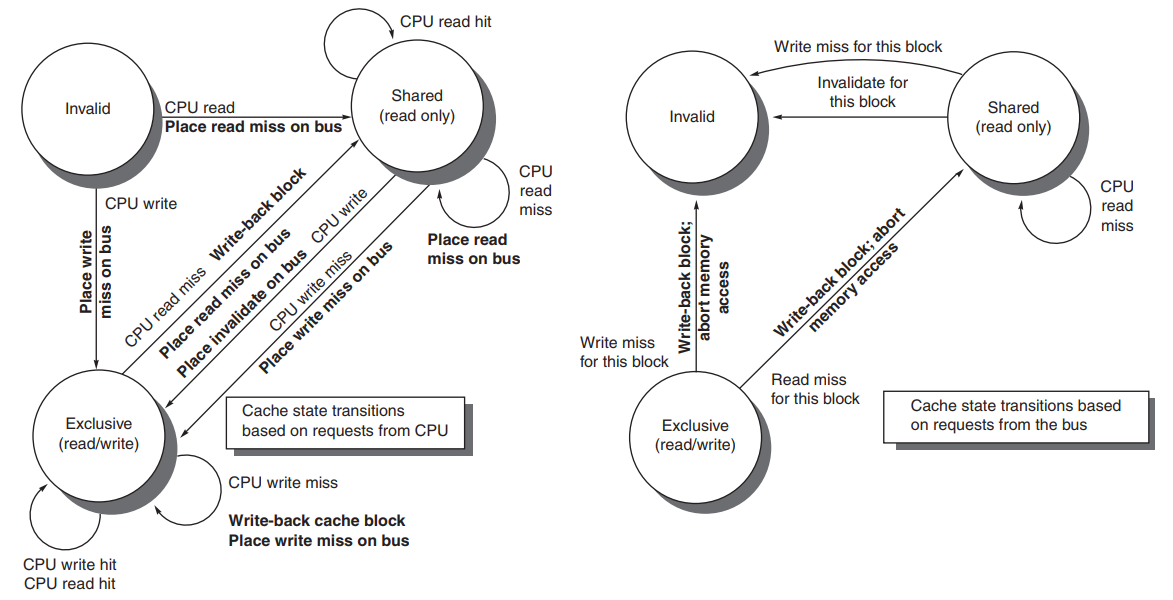 CPU read hit
Invalid
Shared
(read only)
CPU read
Place read miss on bus
CPU write
Place write
miss on bus
CPU read miss
Write-back block
Place read miss on bus
Place invalidate on bus
CPU write
CPU write miss
Place write miss on bus
CPU
read
miss
Place read
miss on bus
Exclusive
(read/write)
Cache state transitions
based on requests from CPU
CPU write miss
Write-back cache block
Place write miss on bus
CPU write hit
CPU read hit
Write miss for this block
Invalidate for
this block
Invalid
Shared
(read only)
CPU
read
miss
Write-back block;
abort memory
access
Write-back block; abort
memory access
Write miss
for this block
Read miss
for this block
Exclusive
(read/write)
Cache state transitions based
on requests from the bus